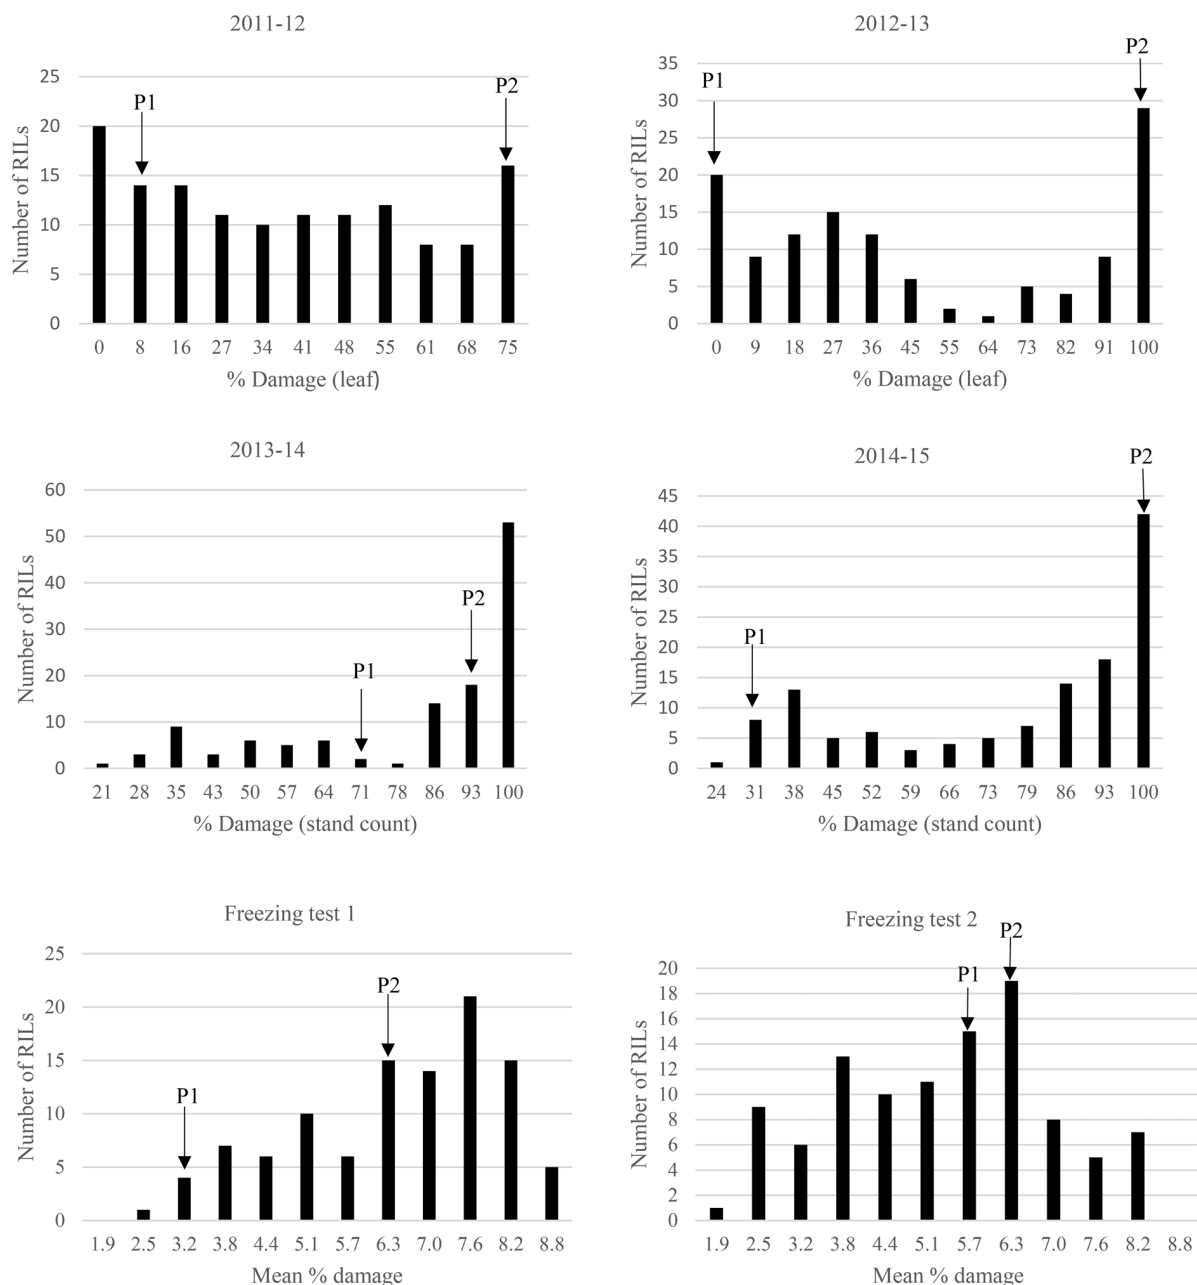 2011-12
25
20
15
10
5
0
Number of RILs
P1
P2
0 8 16 27 34 41 48 55 61 68 75
% Damage (leaf)
2012-13
35
30
25
20
15
10
5
0
Number of RILs
P1
P2
0 9 18 27 36 45 55 64 73 82 91 100
% Damage (leaf)
2013-14
60
50
40
30
20
10
0
Number of RILs
P1
P2
21 28 35 43 50 57 64 71 78 86 93 100
% Damage (stand count)
2014-15
45
40
35
30
25
20
15
10
5
0
Number of RILs
P1
P2
24 31 38 45 52 59 66 73 79 86 93 100
% Damage (stand count)
Freezing test 1
25
20
15
10
5
0
Number of RILs
P1
P2
1.9 2.5 3.2 3.8 4.4 5.1 5.7 6.3 7.0 7.6 8.2 8.8
Mean % damage
Freezing test 2
20
18
16
14
12
10
8
6
4
2
0
Number of RILs
P1
P2
1.9 2.5 3.2 3.8 4.4 5.1 5.7 6.3 7.0 7.6 8.2 8.8
Mean % damage